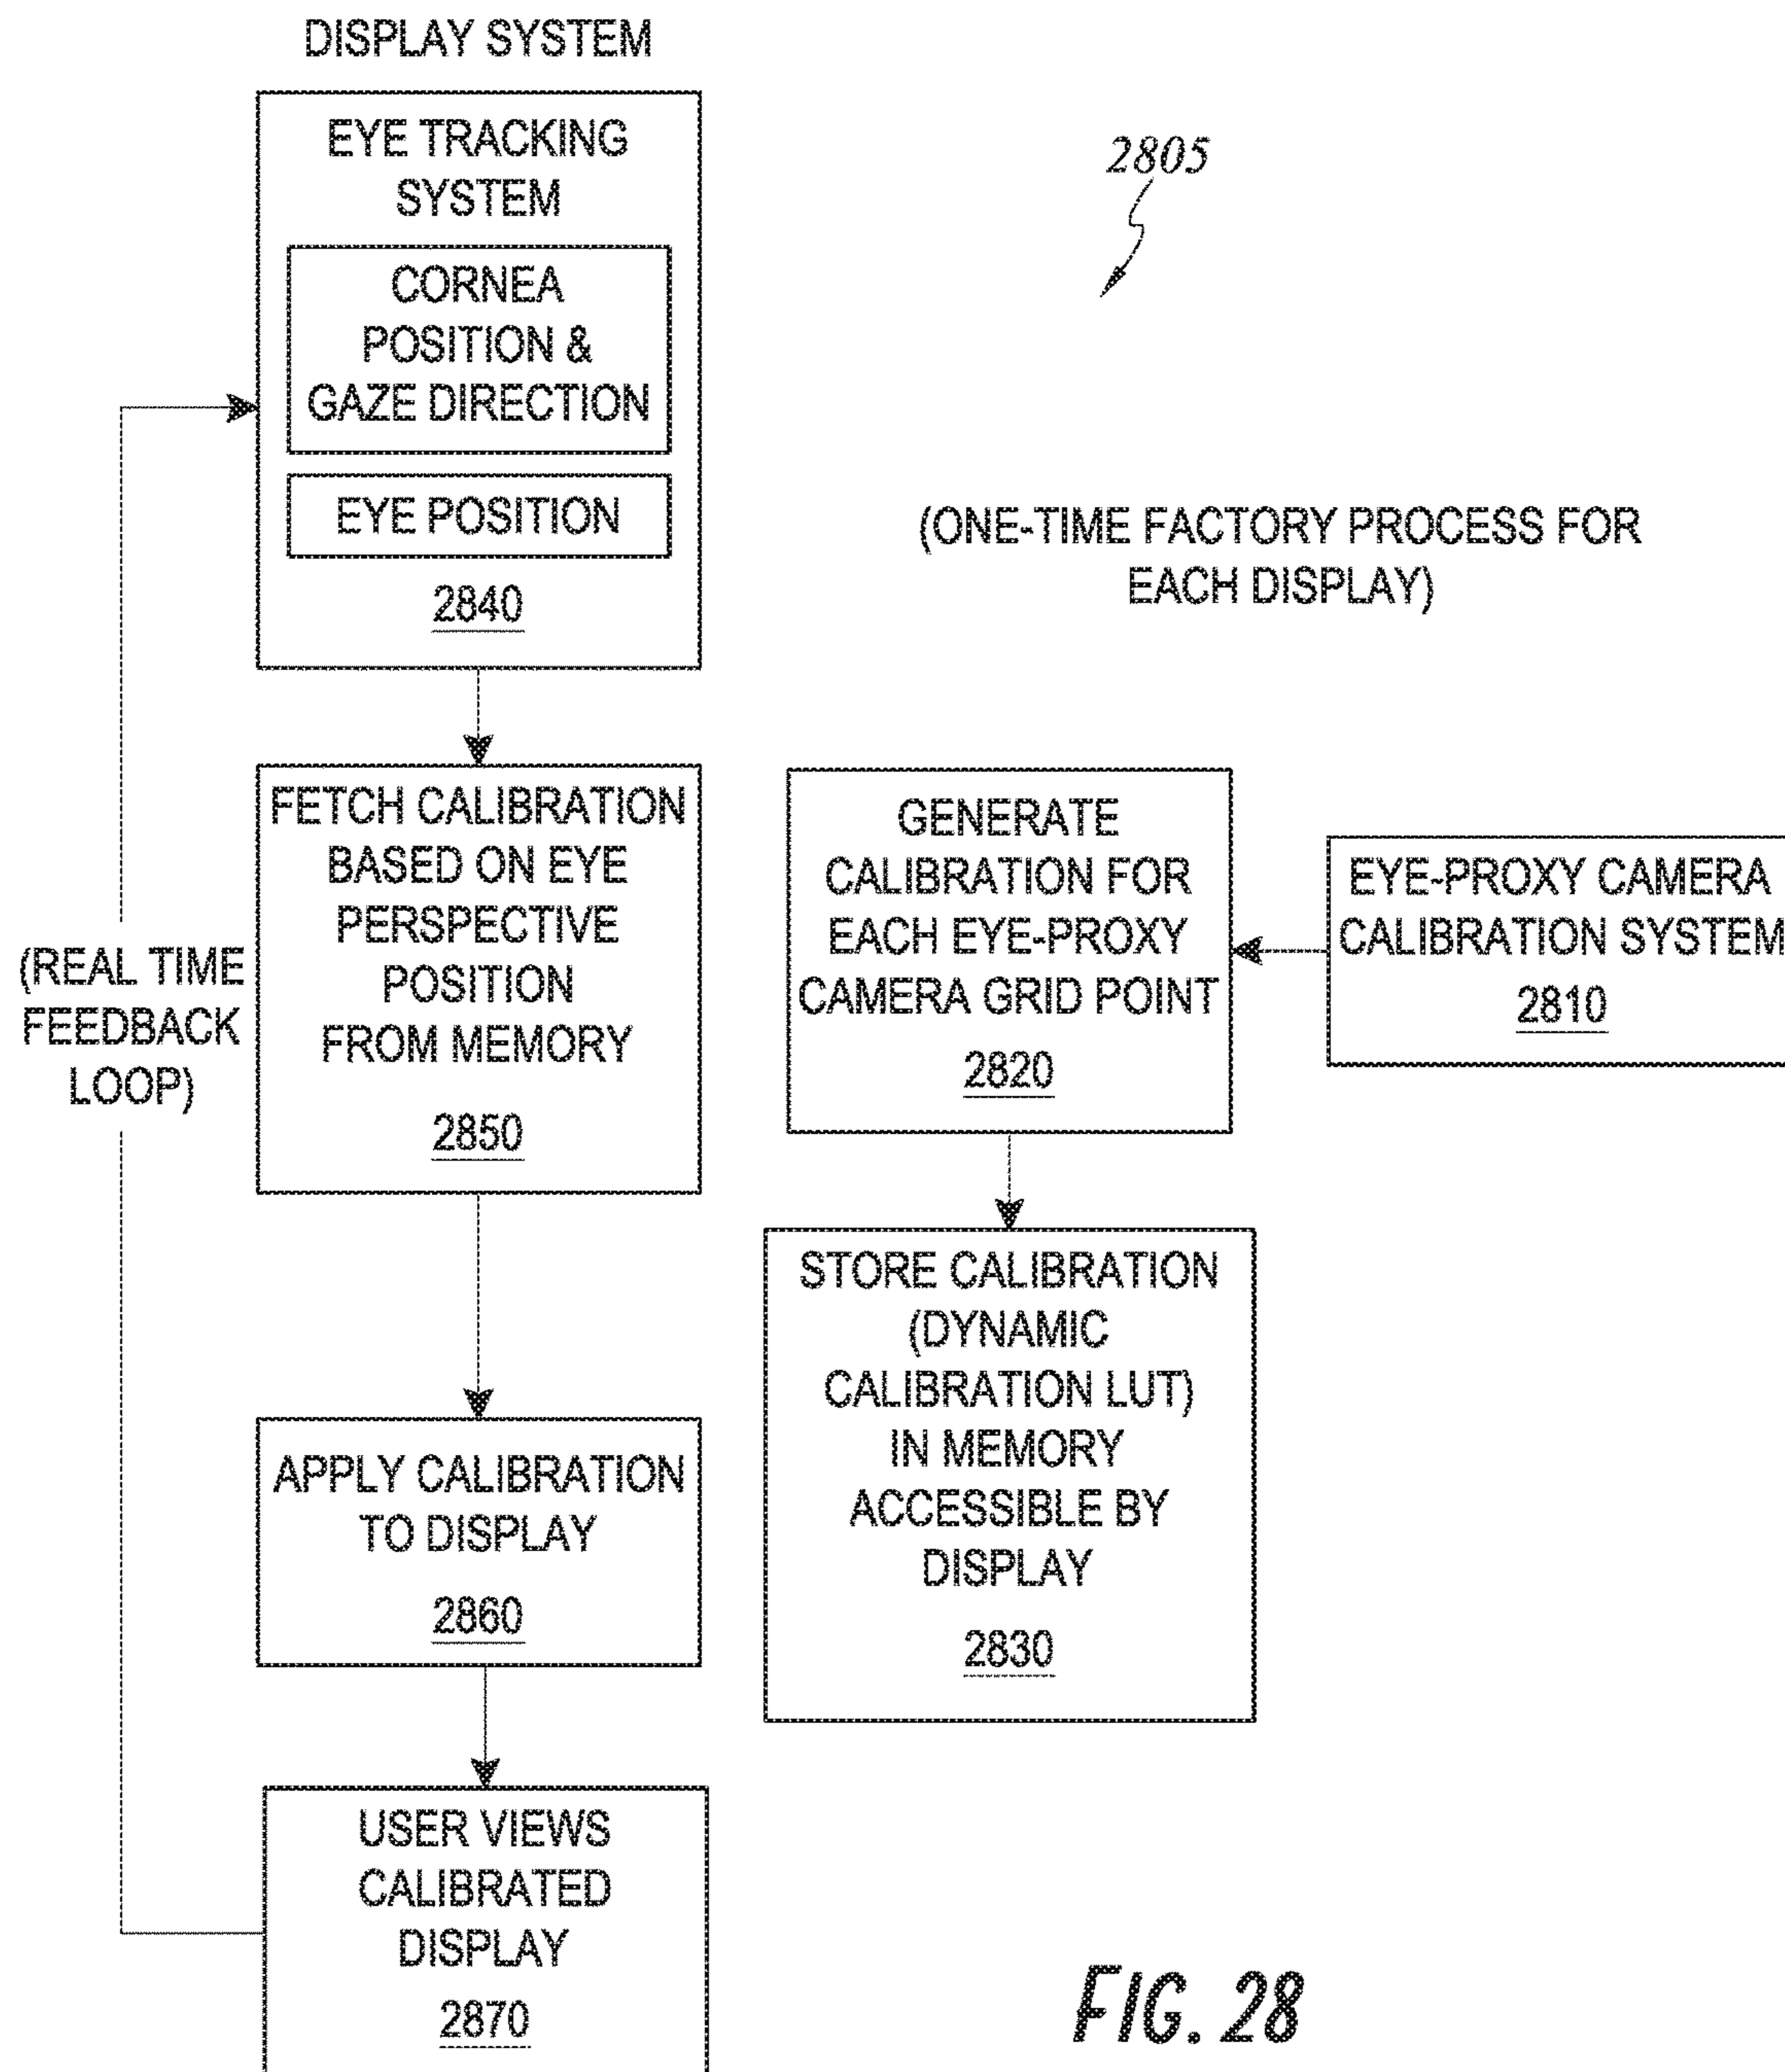 DISPLAY SYSTEM
EYE TRACKING
SYSTEM
CORNEA
POSITION &
GAZE DIRECTION
EYE POSITION
2840
2805
(ONE-TIME FACTORY PROCESS FOR
EACH DISPLAY)
(REAL TIME
FEEDBACK
LOOP)
FETCH CALIBRATION
BASED ON EYE
PERSPECTIVE
POSITION
FROM MEMORY
2850
GENERATE
CALIBRATION FOR
EACH EYE-PROXY
CAMERA GRID POINT
2820
EYE-PROXY CAMERA
CALIBRATION SYSTEM
2810
APPLY CALIBRATION
TO DISPLAY
2860
STORE CALIBRATION
(DYNAMIC
CALIBRATION LUT)
IN MEMORY
ACCESSIBLE BY
DISPLAY
2830
USER VIEWS
CALIBRATED
DISPLAY
2870
FIG. 28